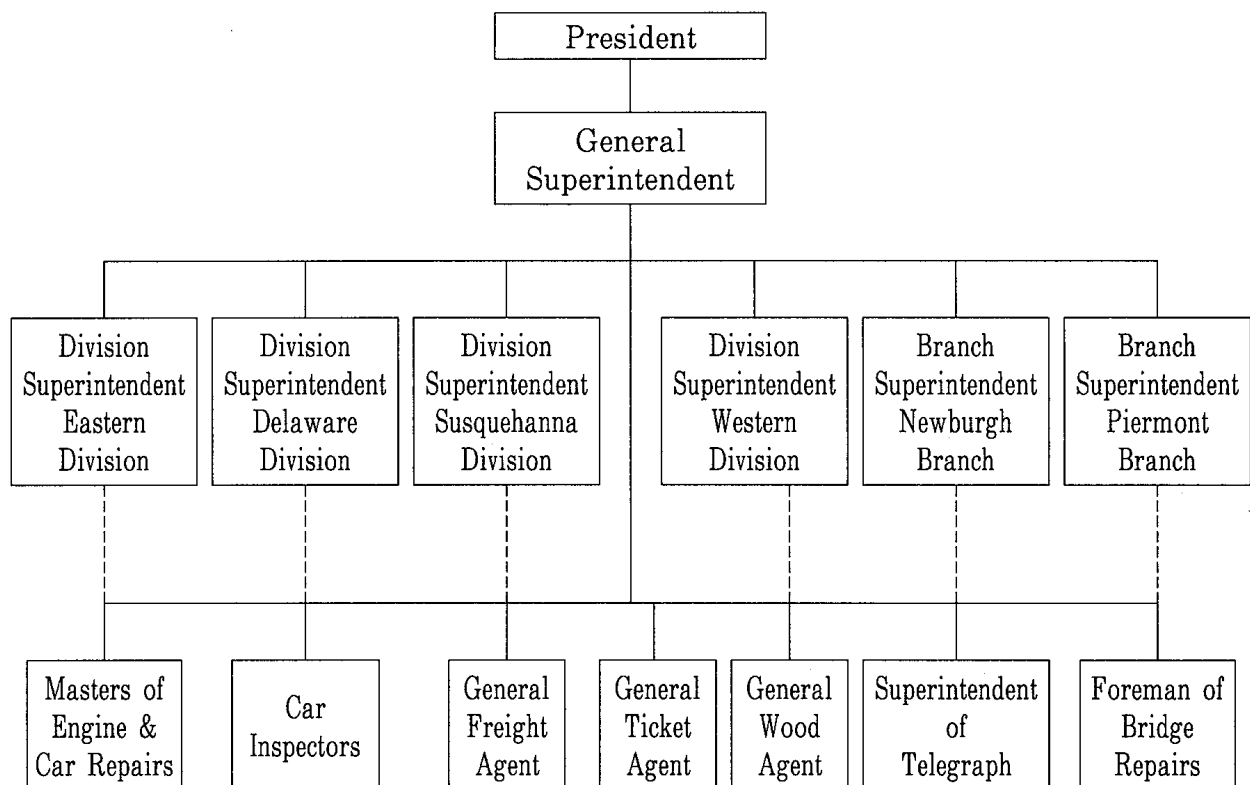 President
General
Superintendent
Division
Superintendent
Eastern
Division
Division
Superintendent
Delaware
Division
Division
Superintendent
Susquehanna
Division
Division
Superintendent
Western
Division
Branch
Superintendent
Newburgh
Branch
Branch
Superintendent
Piermont
Branch
Masters of
Engine &
Car Repairs
Car
Inspectors
General
Freight
Agent
General
Ticket
Agent
General
Wood
Agent
Superintendent
of
Telegraph
Foreman of
Bridge
Repairs